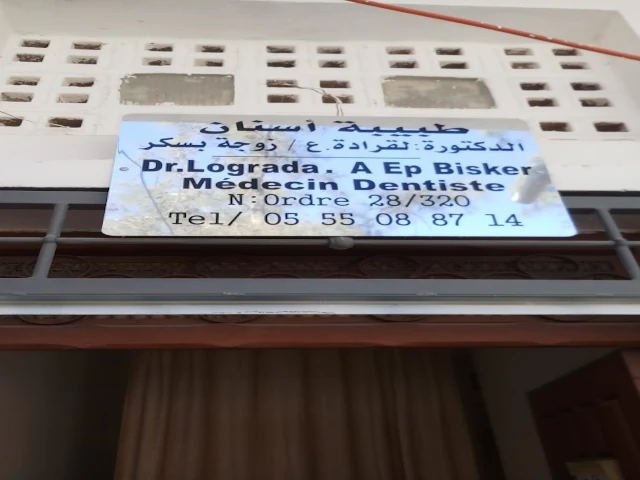 طبيبة أسنان
الدكتورة: لقرادة.ع / زوجة بسكر
Dr.Lograda. A Ep Bisker
Médecin Dentiste
N:Ordre 28/320
Tel/ 05 55 08 87 14